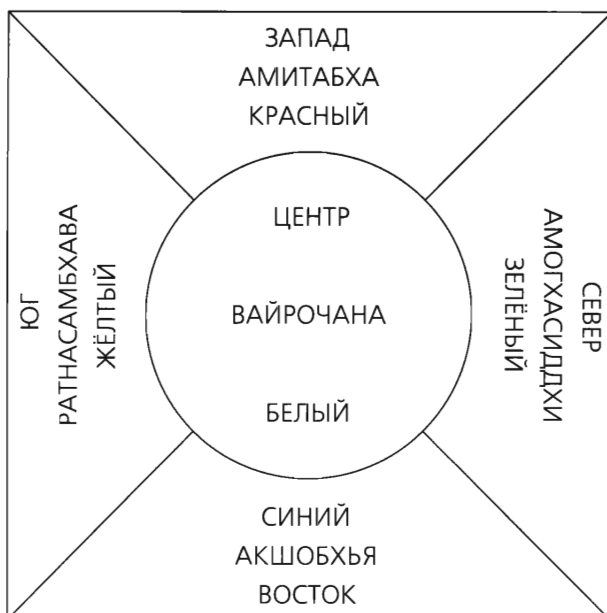 ЗАПАД
АМИТАБХА
КРАСНЫЙ
ЮГ
РАТНАСАМБХАВА
ЖЁЛТЫЙ
ЦЕНТР
ВАЙРОЧАНА
БЕЛЫЙ
СЕВЕР
АМОГХАСИДДХИ
ЗЕЛЁНЫЙ
СИНИЙ
АКШОБХЬЯ
ВОСТОК